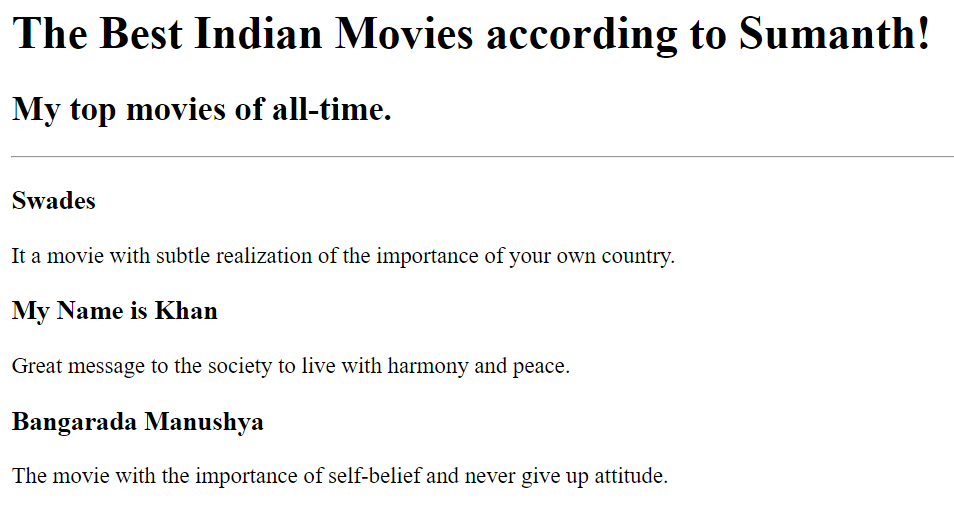 The Best Indian Movies according to Sumanth!
My top movies of all-time.
Swades
It a movie with subtle realization of the importance of your own country.
My Name is Khan
Great message to the society to live with harmony and peace.
Bangarada Manushya
The movie with the importance of self-belief and never give up attitude.